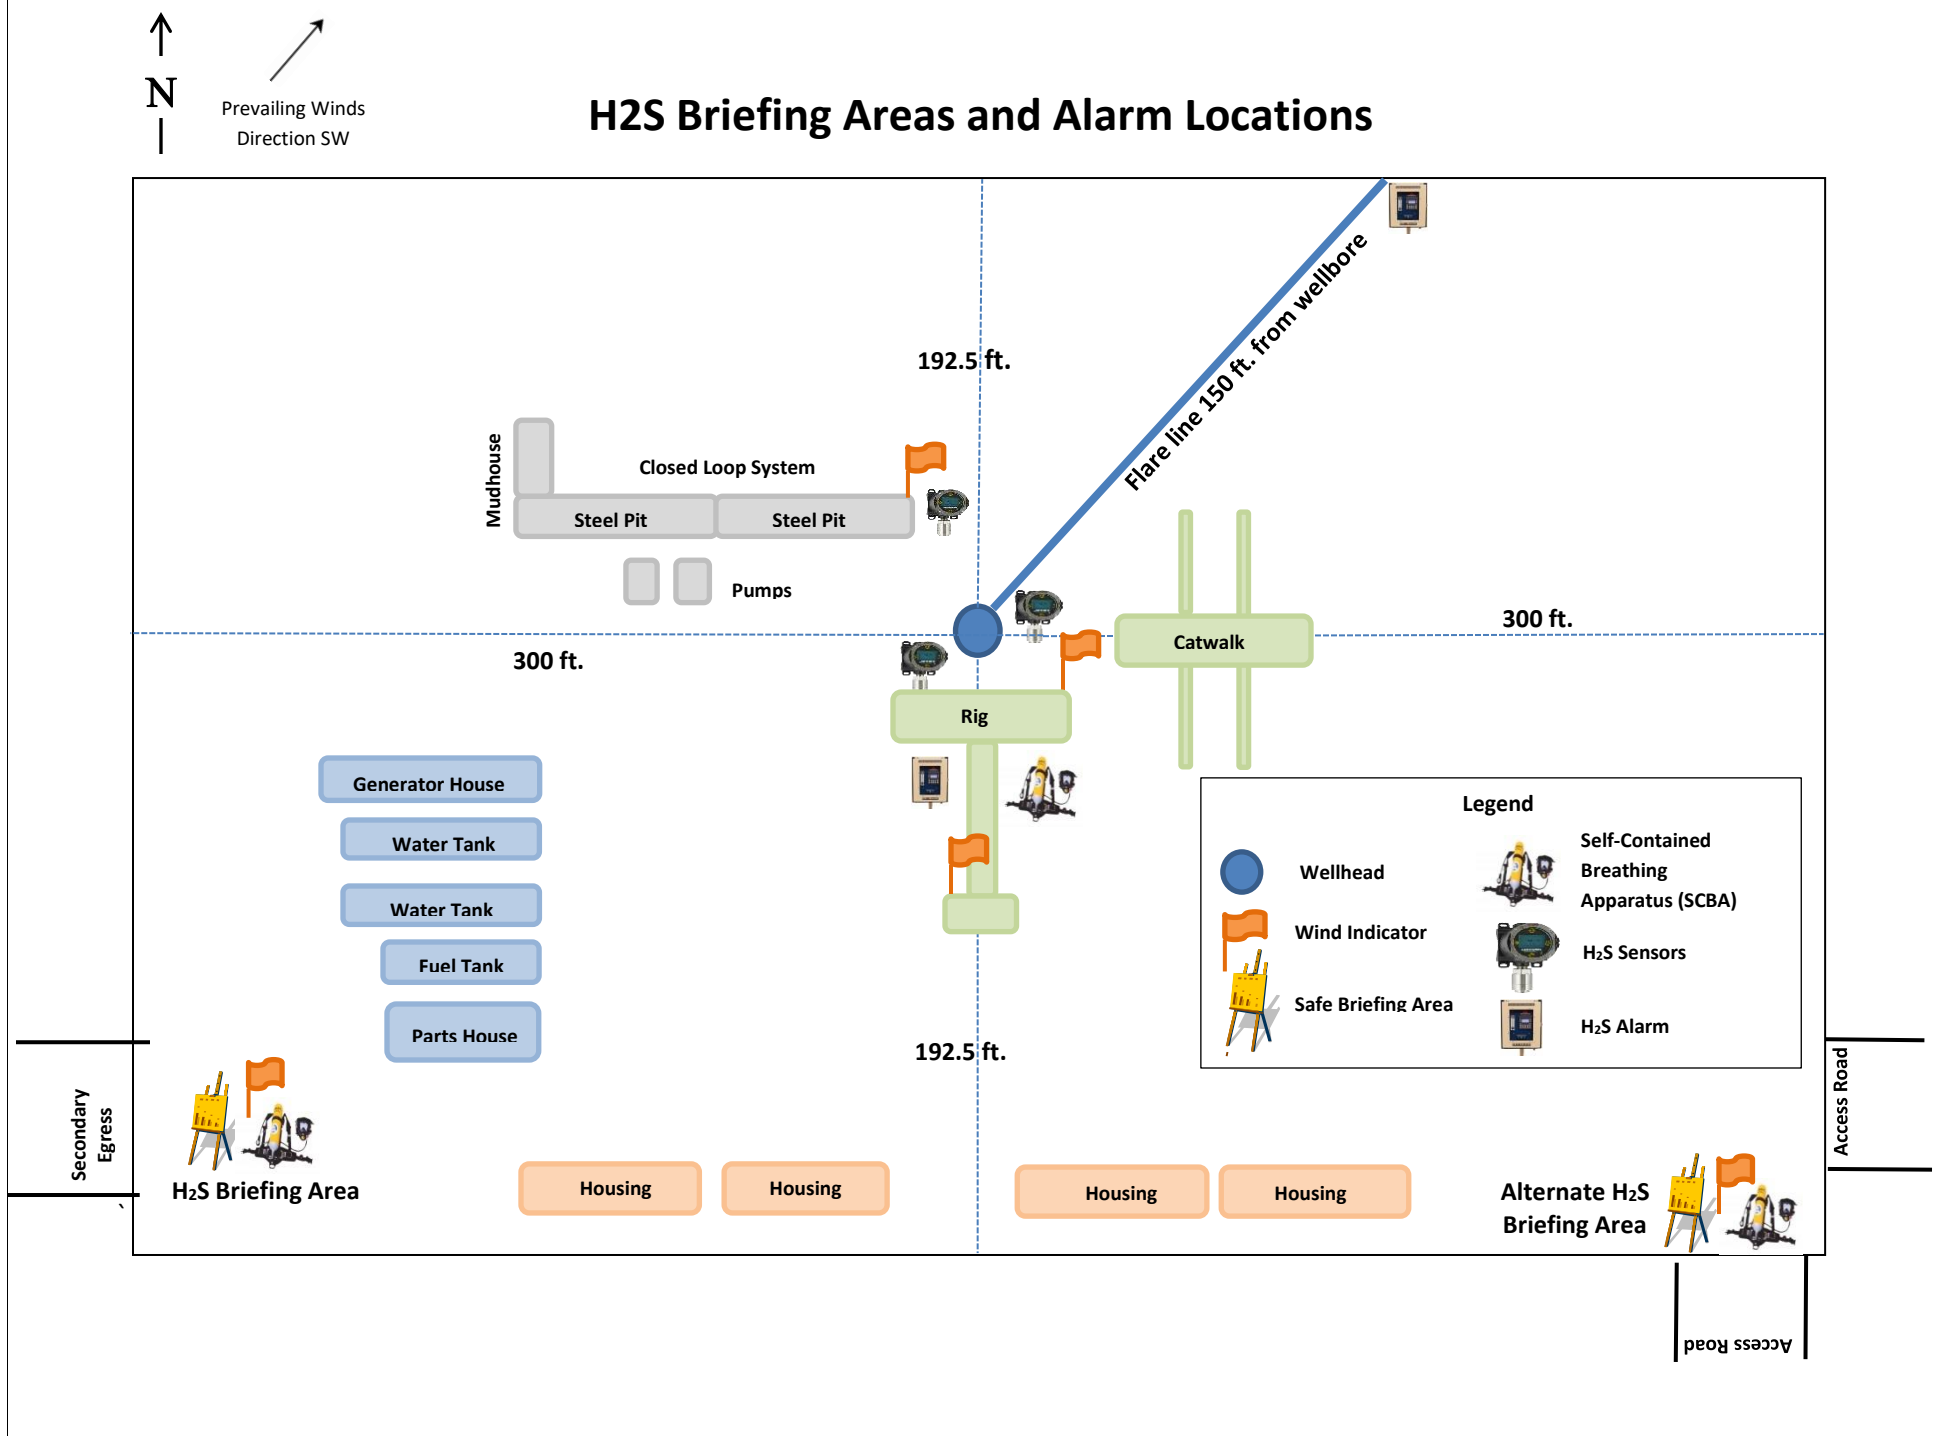 N
Prevailing Winds
Direction SW
H2S Briefing Areas and Alarm Locations
192.5 ft.
Flare line 150 ft. from wellbore
Mudhouse
Closed Loop System
Steel Pit
Steel Pit
Pumps
300 ft.
300 ft.
Catwalk
Rig
Generator House
Water Tank
Water Tank
Fuel Tank
Parts House
192.5 ft.
Legend
Wellhead
Wind Indicator
Safe Briefing Area
Self-Contained
Breathing
Apparatus (SCBA)
H₂S Sensors
H₂S Alarm
Secondary
Egress
`
H₂S Briefing Area
Housing
Housing
Housing
Housing
Alternate H₂S
Briefing Area
Access Road
Access Road